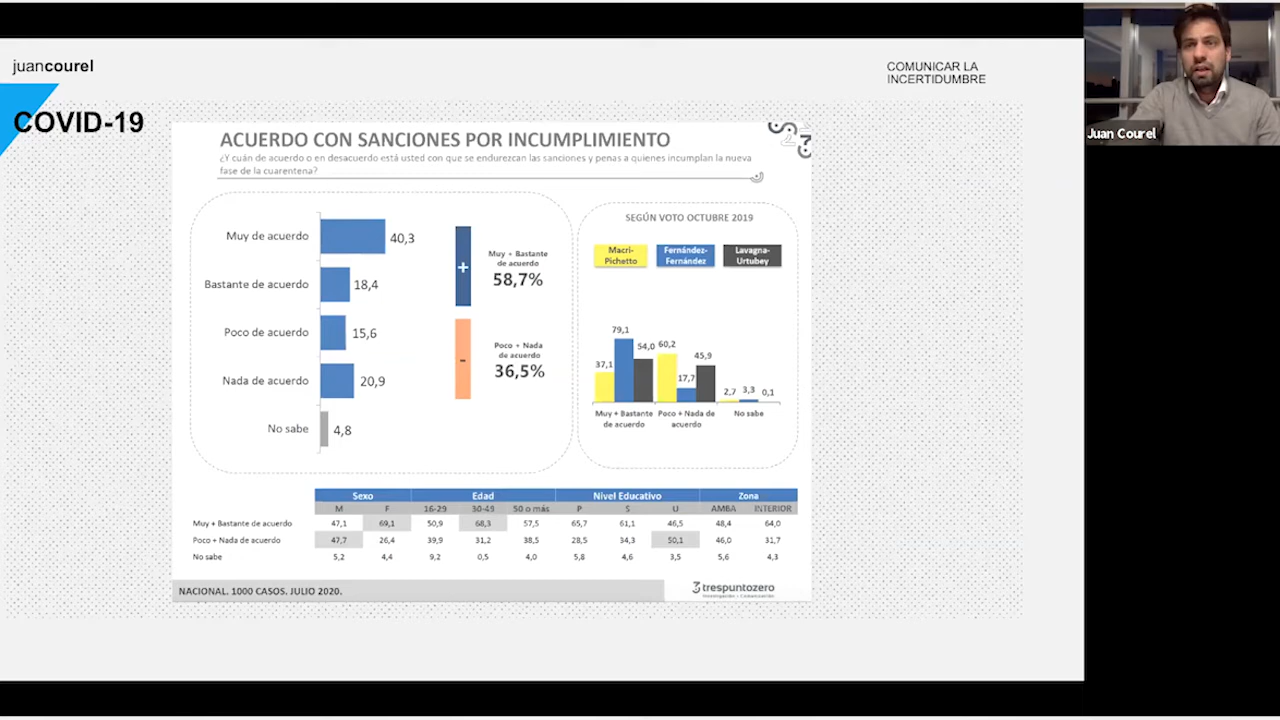 juancourel
COMUNICAR LA
INCERTIDUMBRE
COVID-19
Juan Courel
ACUERDO CON SANCIONES POR INCUMPLIMIENTO
¿Y cuán de acuerdo o en desacuerdo está usted con que se endurezcan las sanciones y penas a quienes incumplan la nueva
fase de la cuarentena?
Muy de acuerdo 40,3
Bastante de acuerdo 18,4
Poco de acuerdo 15,6
Nada de acuerdo 20,9
No sabe 4,8
+
Muy + Bastante
de acuerdo
58,7%
-
Poco + Nada
de acuerdo
36,5%
SEGÚN VOTO OCTUBRE 2019
Macri-
Pichetto
Fernández-
Fernández
Lavagna-
Urtubey
37,1 79,1 54,0 60,2 17,7 45,9 2,7 3,3 0,1
Muy + Bastante
de acuerdo
Poco + Nada de
acuerdo
No sabe
Sexo Edad Nivel Educativo Zona
M F 16-29 30-49 50 o más P S U AMBA INTERIOR
Muy + Bastante de acuerdo 47,1 69,1 50,9 68,3 57,5 65,7 61,1 46,5 48,4 64,0
Poco + Nada de acuerdo 47,7 26,4 39,9 31,2 38,5 28,5 34,3 50,1 46,0 31,7
No sabe 5,2 4,4 9,2 0,5 4,0 5,8 4,6 3,5 5,6 4,3
NACIONAL. 1000 CASOS. JULIO 2020.
trespuntozero
Investigación y Comunicación